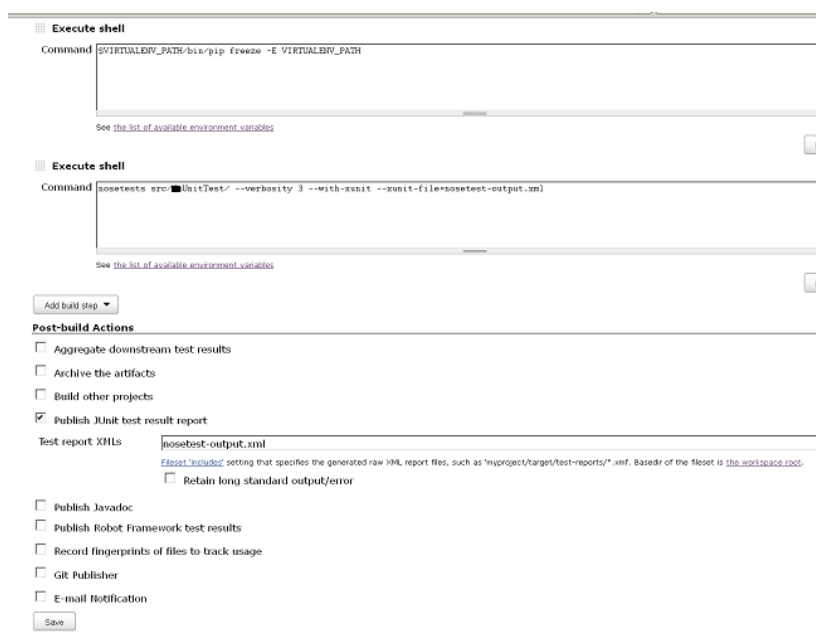 Execute shell
Command $VIRTUALENV_PATH/bin/pip freeze -E VIRTUALENV_PATH
See the list of available environment variables
Execute shell
Command nosetests src/UnitTest/ --verbosity 3 --with-xunit --xunit-file=nosetest-output.xml
See the list of available environment variables
Add build step
Post-build Actions
Aggregate downstream test results
Archive the artifacts
Build other projects
Publish JUnit test result report
Test report XMLs nosetest-output.xml
Fileset 'includes' setting that specifies the generated raw XML report files, such as 'myproject/target/test-reports/*.xml'. Basedir of the fileset is the workspace root.
Retain long standard output/error
Publish Javadoc
Publish Robot Framework test results
Record fingerprints of files to track usage
Git Publisher
E-mail Notification
Save